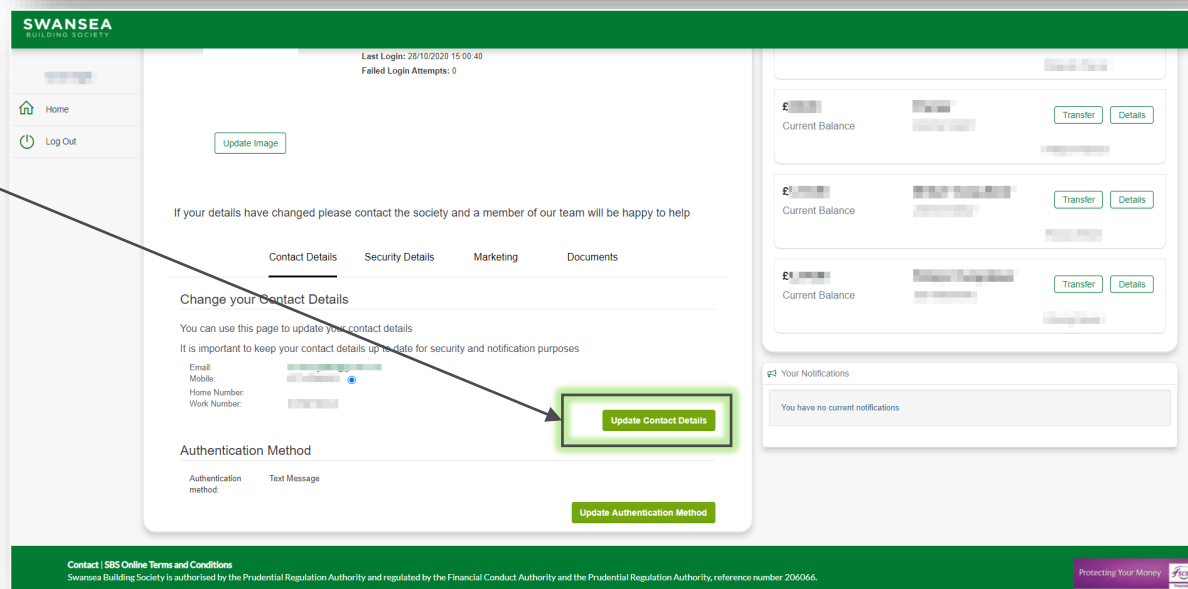 SWANSEA
BUILDING SOCIETY
Home
Log Out
Last Login: 28/10/2020 15:00:40
Failed Login Attempts: 0
Update Image
If your details have changed please contact the society and a member of our team will be happy to help
Contact Details Security Details Marketing Documents
Change your Contact Details
You can use this page to update your contact details
It is important to keep your contact details up to date for security and notification purposes
Email:
Mobile:
Home Number:
Work Number:
Update Contact Details
Authentication Method
Authentication method: Text Message
Update Authentication Method
£
Current Balance
Transfer Details
£
Current Balance
Transfer Details
£
Current Balance
Transfer Details
Your Notifications
You have no current notifications
Contact | SBS Online Terms and Conditions
Swansea Building Society is authorised by the Prudential Regulation Authority and regulated by the Financial Conduct Authority and the Prudential Regulation Authority, reference number 206066.
Protecting Your Money